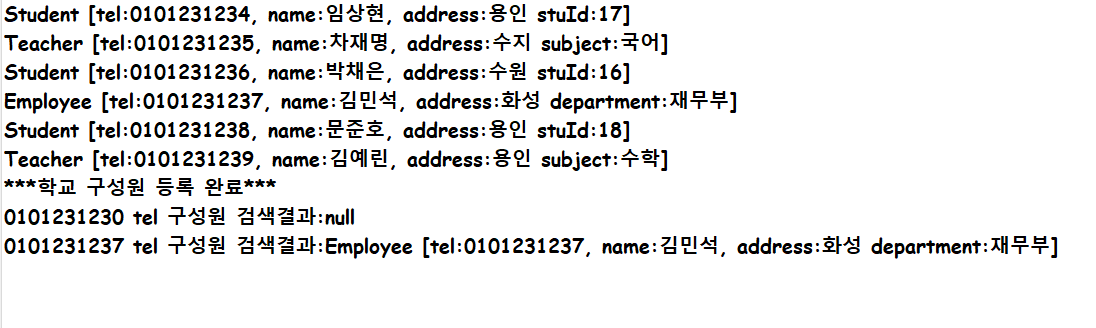 Student [tel:0101231234, name:임상현, address:용인 stuId:17]
Teacher [tel:0101231235, name:차재명, address:수지 subject:국어]
Student [tel:0101231236, name:박채은, address:수원 stuId:16]
Employee [tel:0101231237, name:김민석, address:화성 department:재무부]
Student [tel:0101231238, name:문준호, address:용인 stuId:18]
Teacher [tel:0101231239, name:김예린, address:용인 subject:수학]
***학교 구성원 등록 완료***
0101231230 tel 구성원 검색결과:null
0101231237 tel 구성원 검색결과:Employee [tel:0101231237, name:김민석, address:화성 department:재무부]